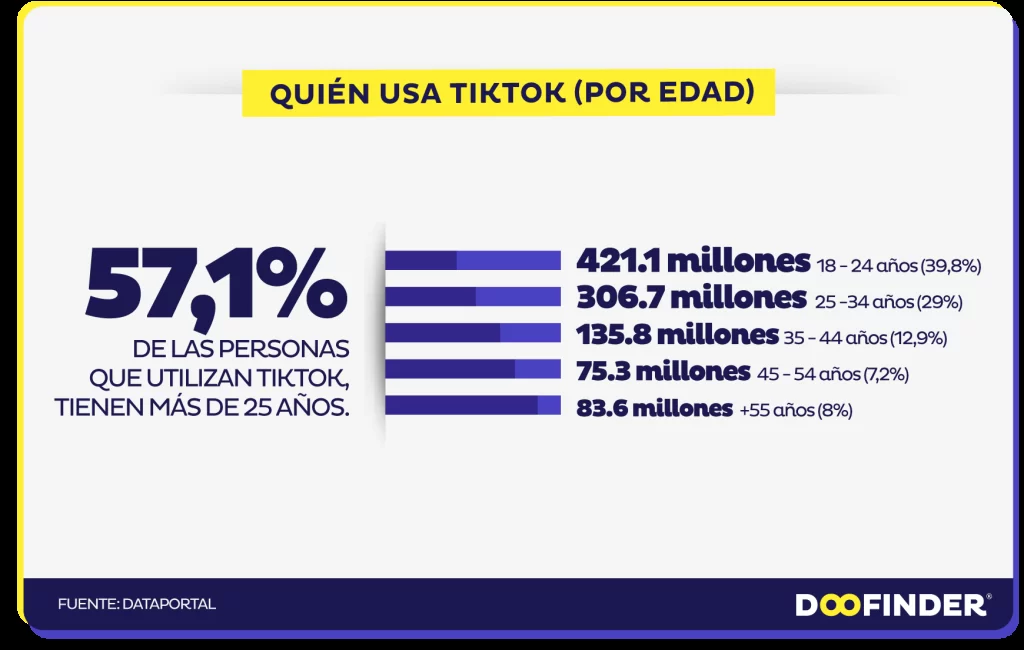 QUIÉN USA TIKTOK (POR EDAD)
57,1%
DE LAS PERSONAS
QUE UTILIZAN TIKTOK,
TIENEN MÁS DE 25 AÑOS.
421.1 millones 18 - 24 años (39,8%)
306.7 millones 25 -34 años (29%)
135.8 millones 35 - 44 años (12,9%)
75.3 millones 45 - 54 años (7,2%)
83.6 millones +55 años (8%)
FUENTE: DATAPORTAL
DOOFINDER®